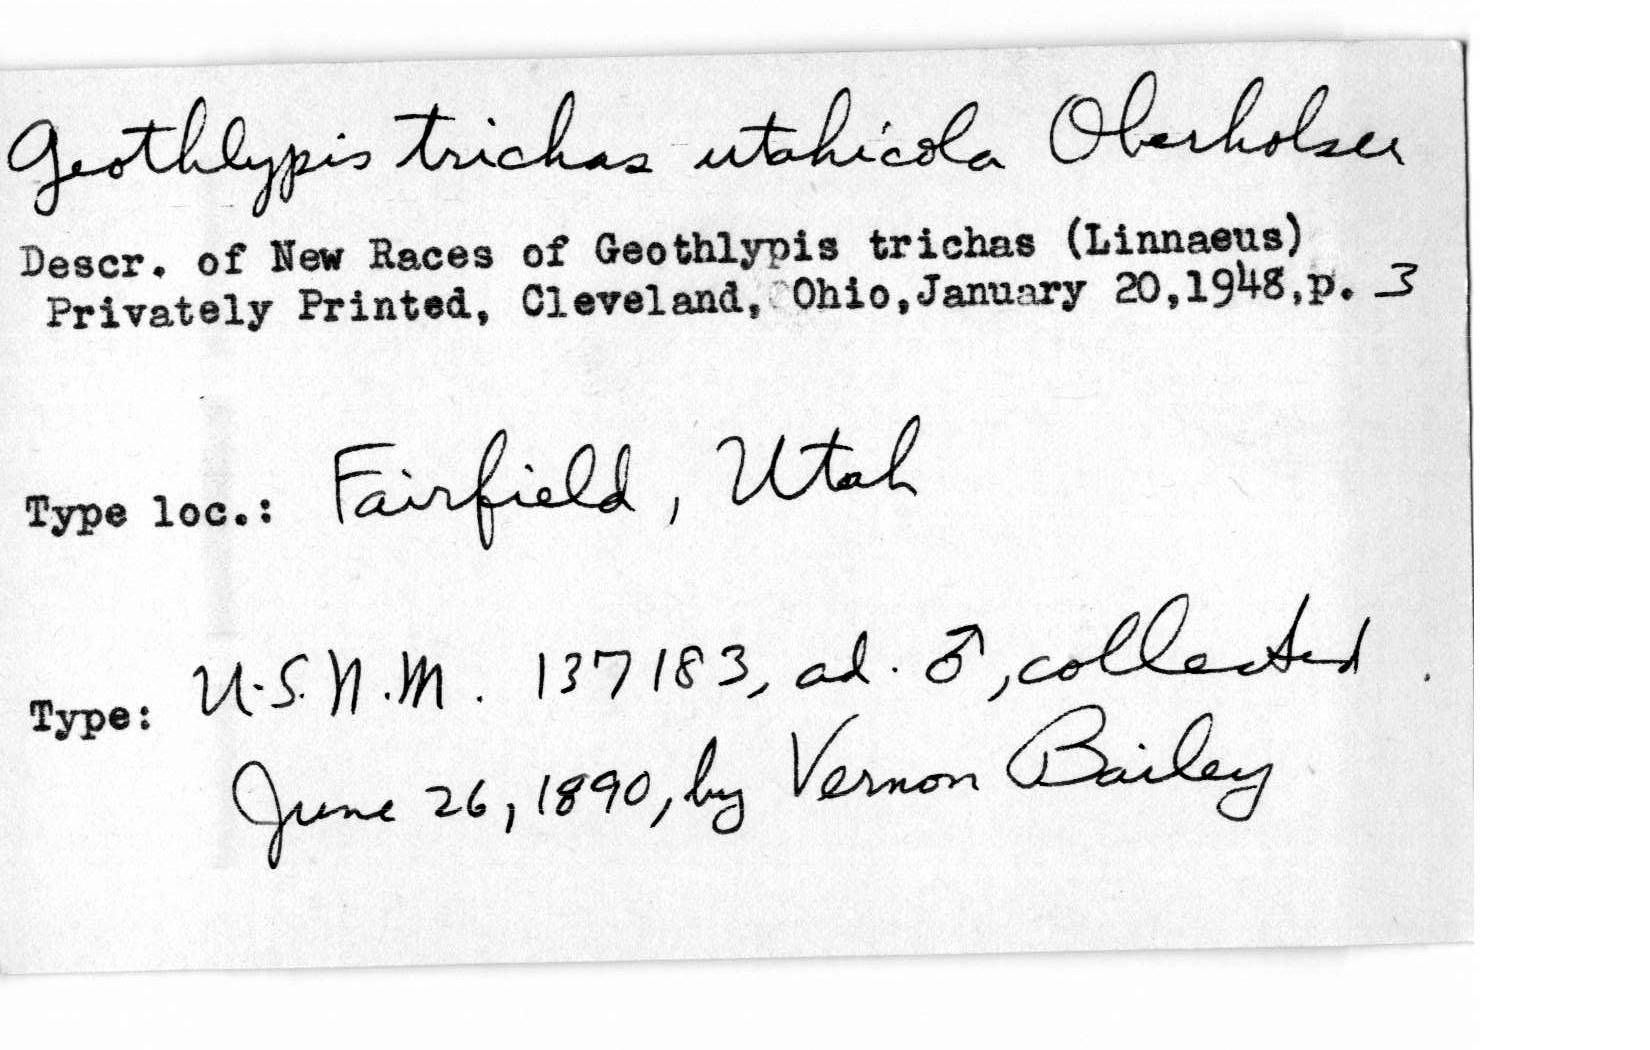 Geothlypis trichas utahicola Oberholser
Descr. of New Races of Geothlypis trichas (Linnaeus)
Privately Printed, Cleveland, Ohio, January 20, 1948, p. 3
Type loc.: Fairfield, Utah
Type: U.S.N.M. 137183, ad. ♂, collected
June 26, 1890, by Vernon Bailey